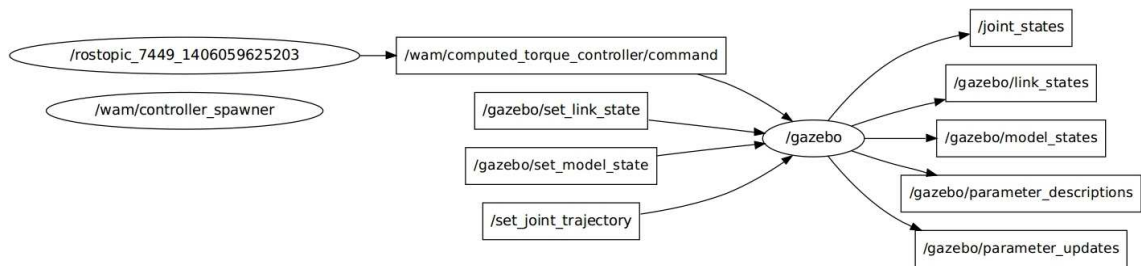 /rostopic_7449_1406059625203
/wam/controller_spawner
/wam/computed_torque_controller/command
/gazebo/set_link_state
/gazebo/set_model_state
/set_joint_trajectory
/gazebo
/joint_states
/gazebo/link_states
/gazebo/model_states
/gazebo/parameter_descriptions
/gazebo/parameter_updates